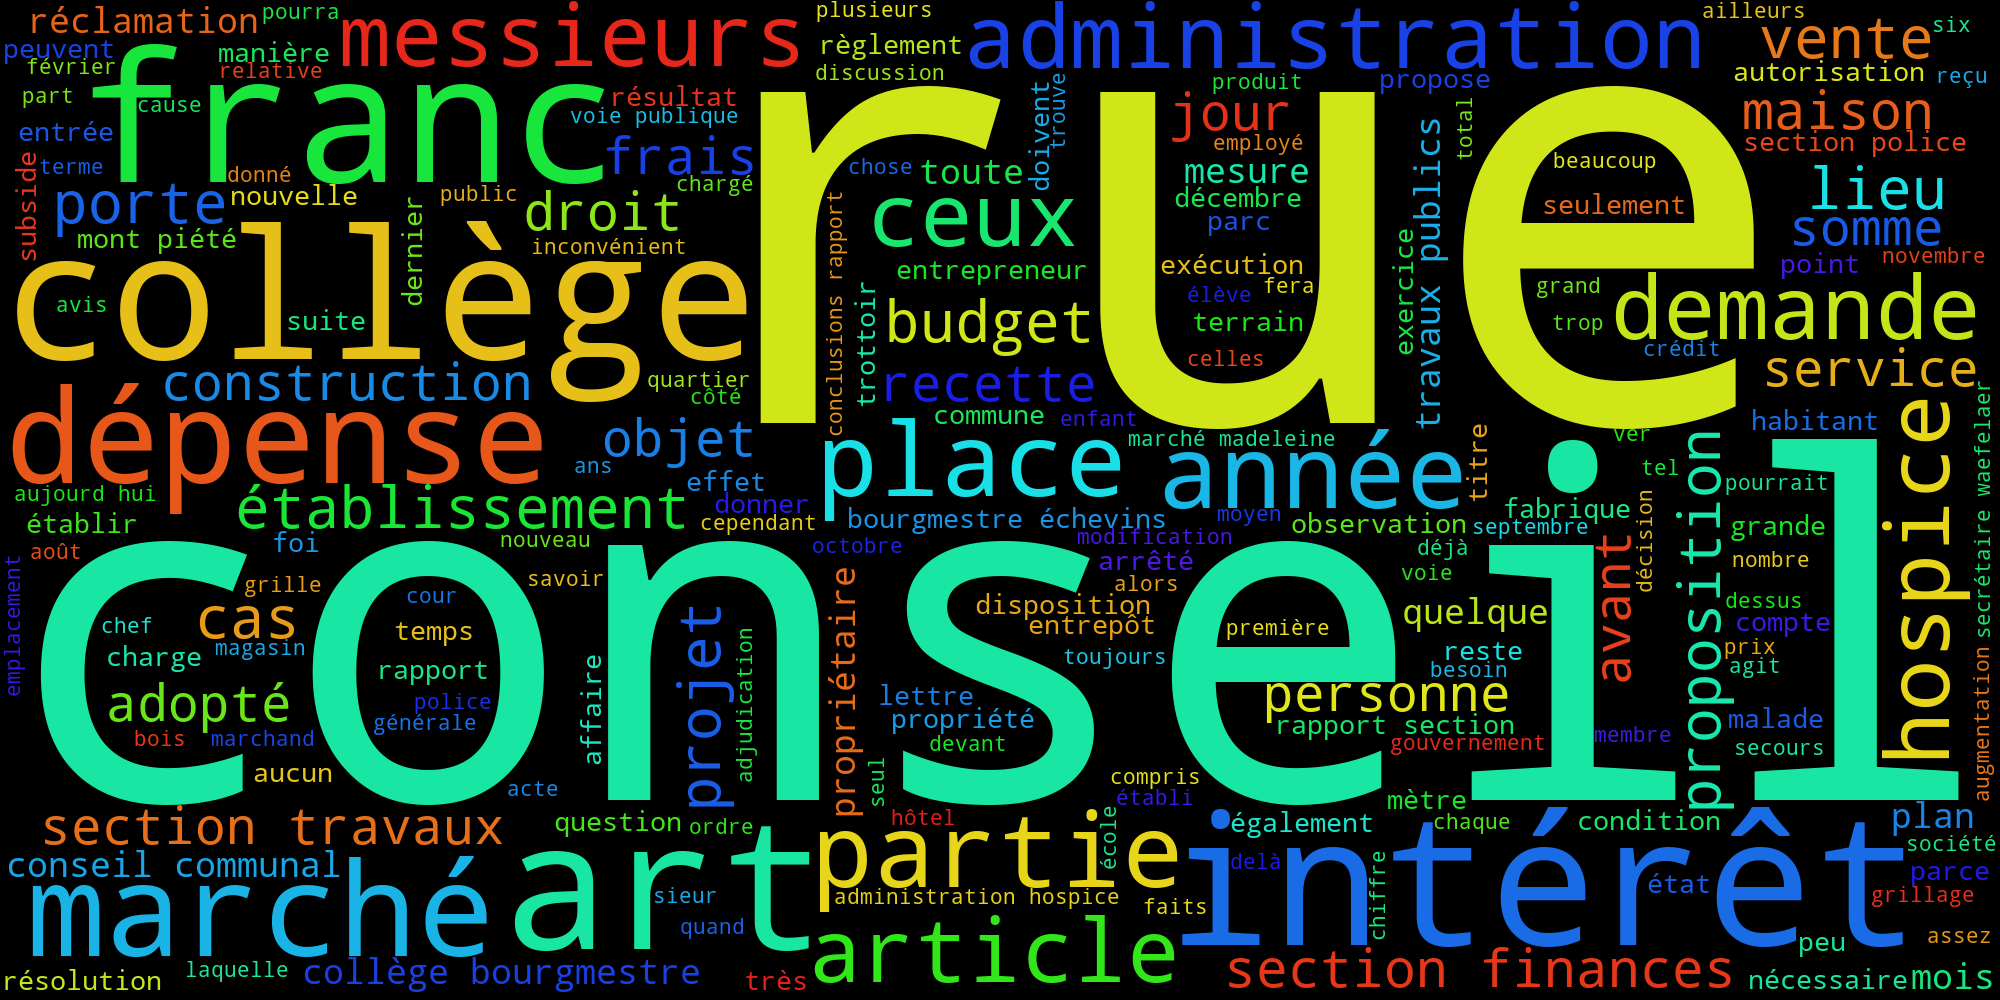 réclamation
pourra
messieurs
plusieurs
administration
ailleurs
vente
six
peuvent
manière
règlement
février
relative
discussion
franc
produit
propose
autorisation
reçu
part
cause
résultat
voie publique
jour
maison
entrée
frais
doivent
trouve
employé
total
section police
terme
donné
nouvelle
public
chargé
chose
toute
mesure
beaucoup
rue
subside
porte
droit
ceux
décembre
parc
seulement
lieu
somme
mont piété
dernier
inconvénient
conclusions rapport
entrepreneur
exécution
exercice
travaux publics
point
novembre
collège
avis
suite
trottoir
budget
élève
fera
terrain
grand
trop
demande
celles
crédit
construction
quartier
côté
recette
service
dépense
objet
commune
enfant
place
marché madeleine
année
titre
ver
habitant
hospice
augmentation secrétaire waefelaer
ans
effet
tel
pourrait
aujourd hui
établir
établissement
donner
cependant
bourgmestre échevins
moyen
observation
fabrique
septembre
grande
août
foi
nouveau
octobre
modification
arrêté
déjà
décision
proposition
nombre
emplacement
grille
savoir
alors
voie
avant
conseil
chef
cas
cour
temps
disposition
entrepôt
première
quelque
dessus
compte
charge
magasin
rapport
affaire
projet
adjudication
propriétaire
toujours
reste
besoin
prix
agit
adopté
police
générale
lettre
propriété
personne
rapport section
malade
bois
marchand
devant
gouvernement
membre
secours
aucun
acte
seul
compris
établi
mètre
section travaux
question
ordre
hôtel
école
également
chaque
condition
plan
société
conseil communal
marché
art
partie
delà
intérêt
parce
sieur
administration hospice
faits
chiffre
état
grillage
quand
article
peu
assez
résolution
laquelle
collège bourgmestre
très
section finances
nécessaire
mois